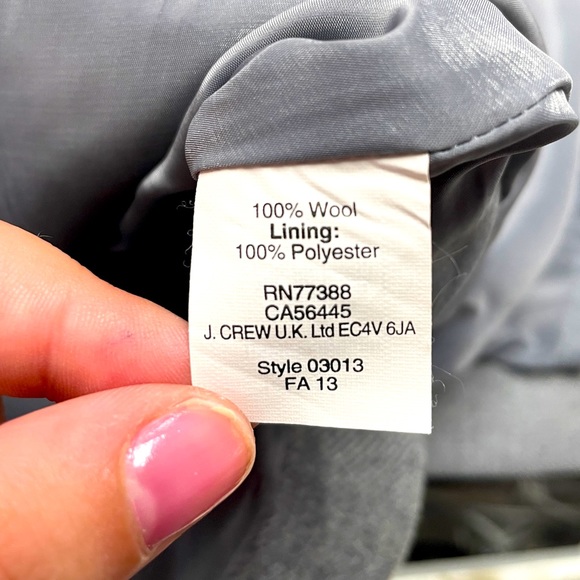 100% Wool
Lining:
100% Polyester
RN77388
CA56445
J. CREW U.K. Ltd EC4V 6JA
Style 03013
FA 13